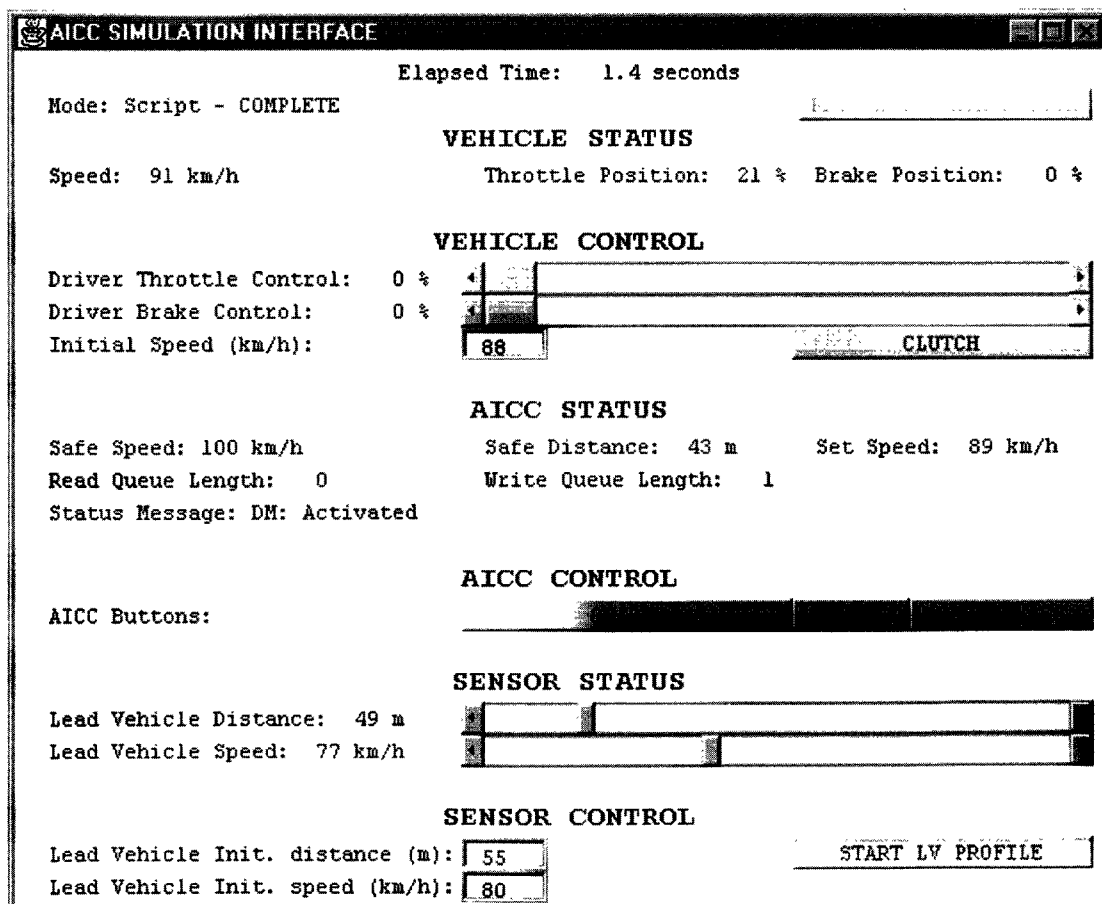 AICC SIMULATION INTERFACE
Elapsed Time: 1.4 seconds
Mode: Script - COMPLETE
VEHICLE STATUS
Speed: 91 km/h Throttle Position: 21 % Brake Position: 0 %
VEHICLE CONTROL
Driver Throttle Control: 0 %
Driver Brake Control: 0 %
Initial Speed (km/h): 88 CLUTCH
AICC STATUS
Safe Speed: 100 km/h Safe Distance: 43 m Set Speed: 89 km/h
Read Queue Length: 0 Write Queue Length: 1
Status Message: DM: Activated
AICC CONTROL
AICC Buttons:
SENSOR STATUS
Lead Vehicle Distance: 49 m
Lead Vehicle Speed: 77 km/h
SENSOR CONTROL
Lead Vehicle Init. distance (m): 55 START LV PROFILE
Lead Vehicle Init. speed (km/h): 80